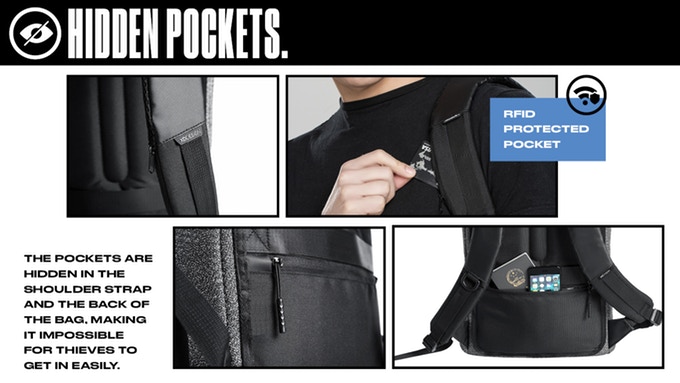 HIDDEN POCKETS.
RFID
PROTECTED
POCKET
THE POCKETS ARE
HIDDEN IN THE
SHOULDER STRAP
AND THE BACK OF
THE BAG, MAKING
IT IMPOSSIBLE
FOR THIEVES TO
GET IN EASILY.